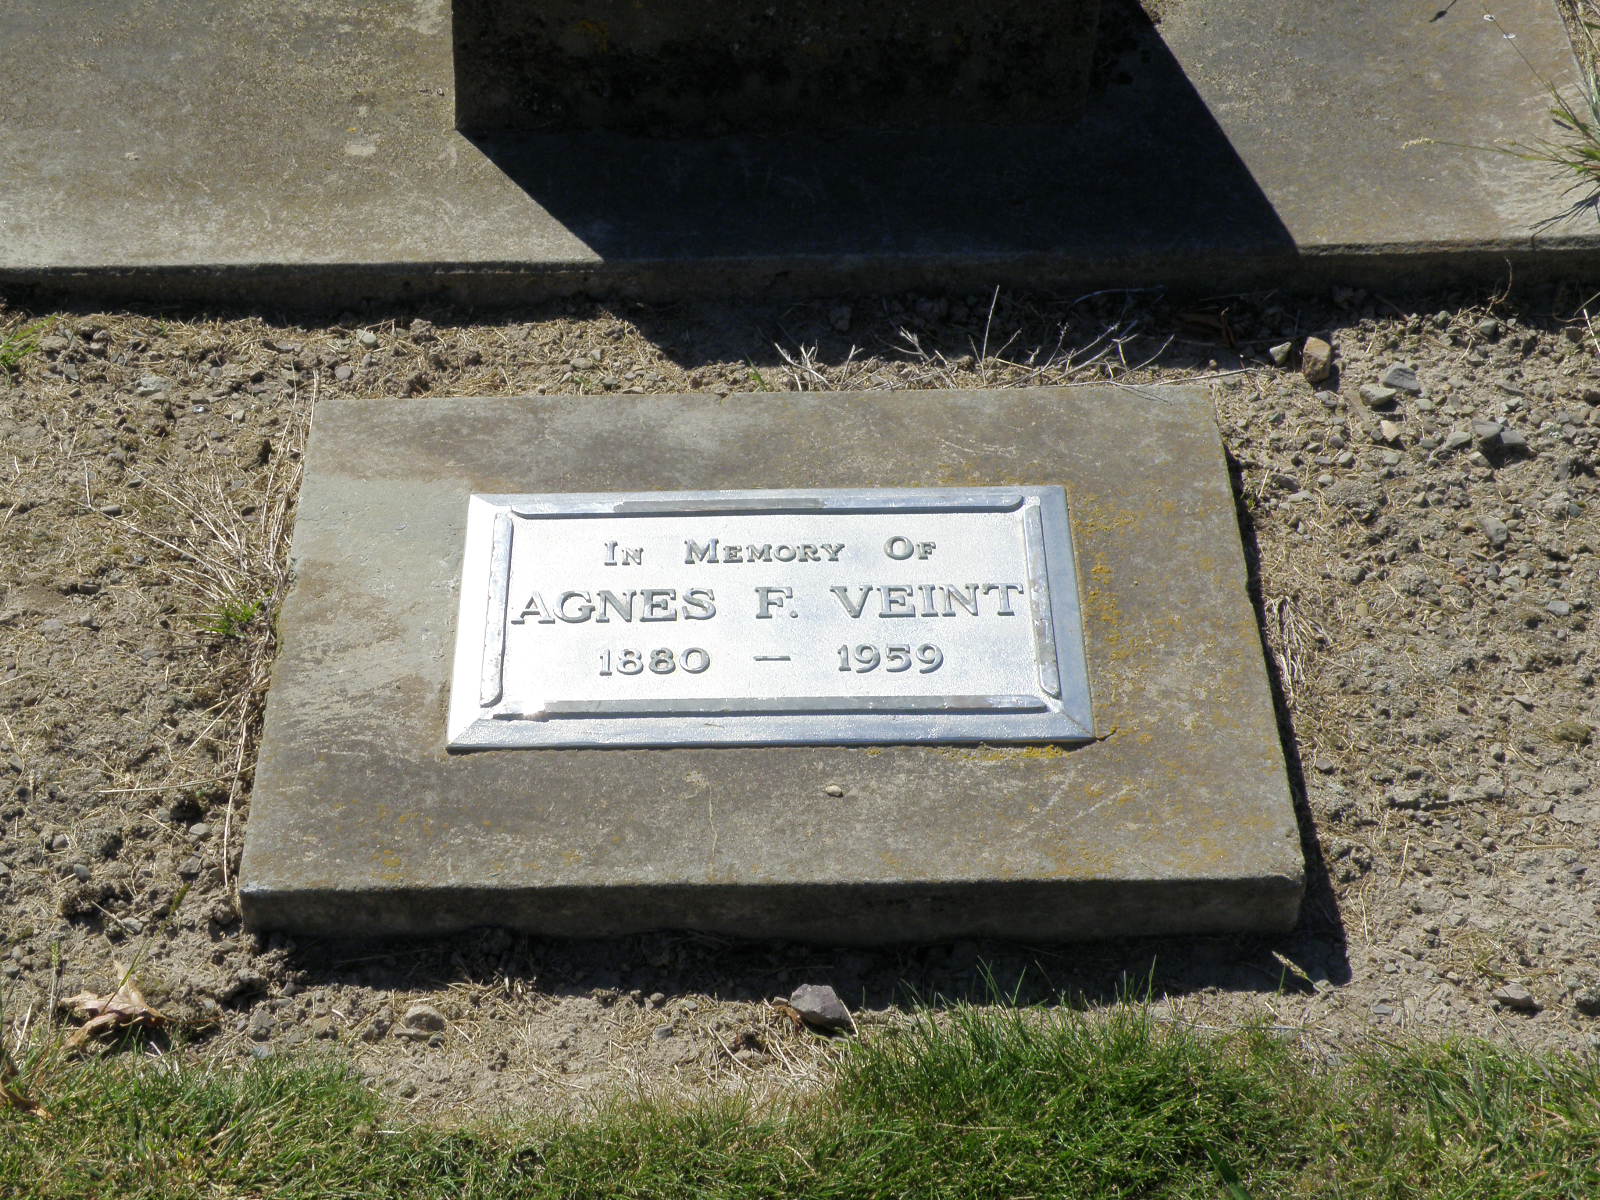 In Memory Of
AGNES F. VEINT
1880 — 1959